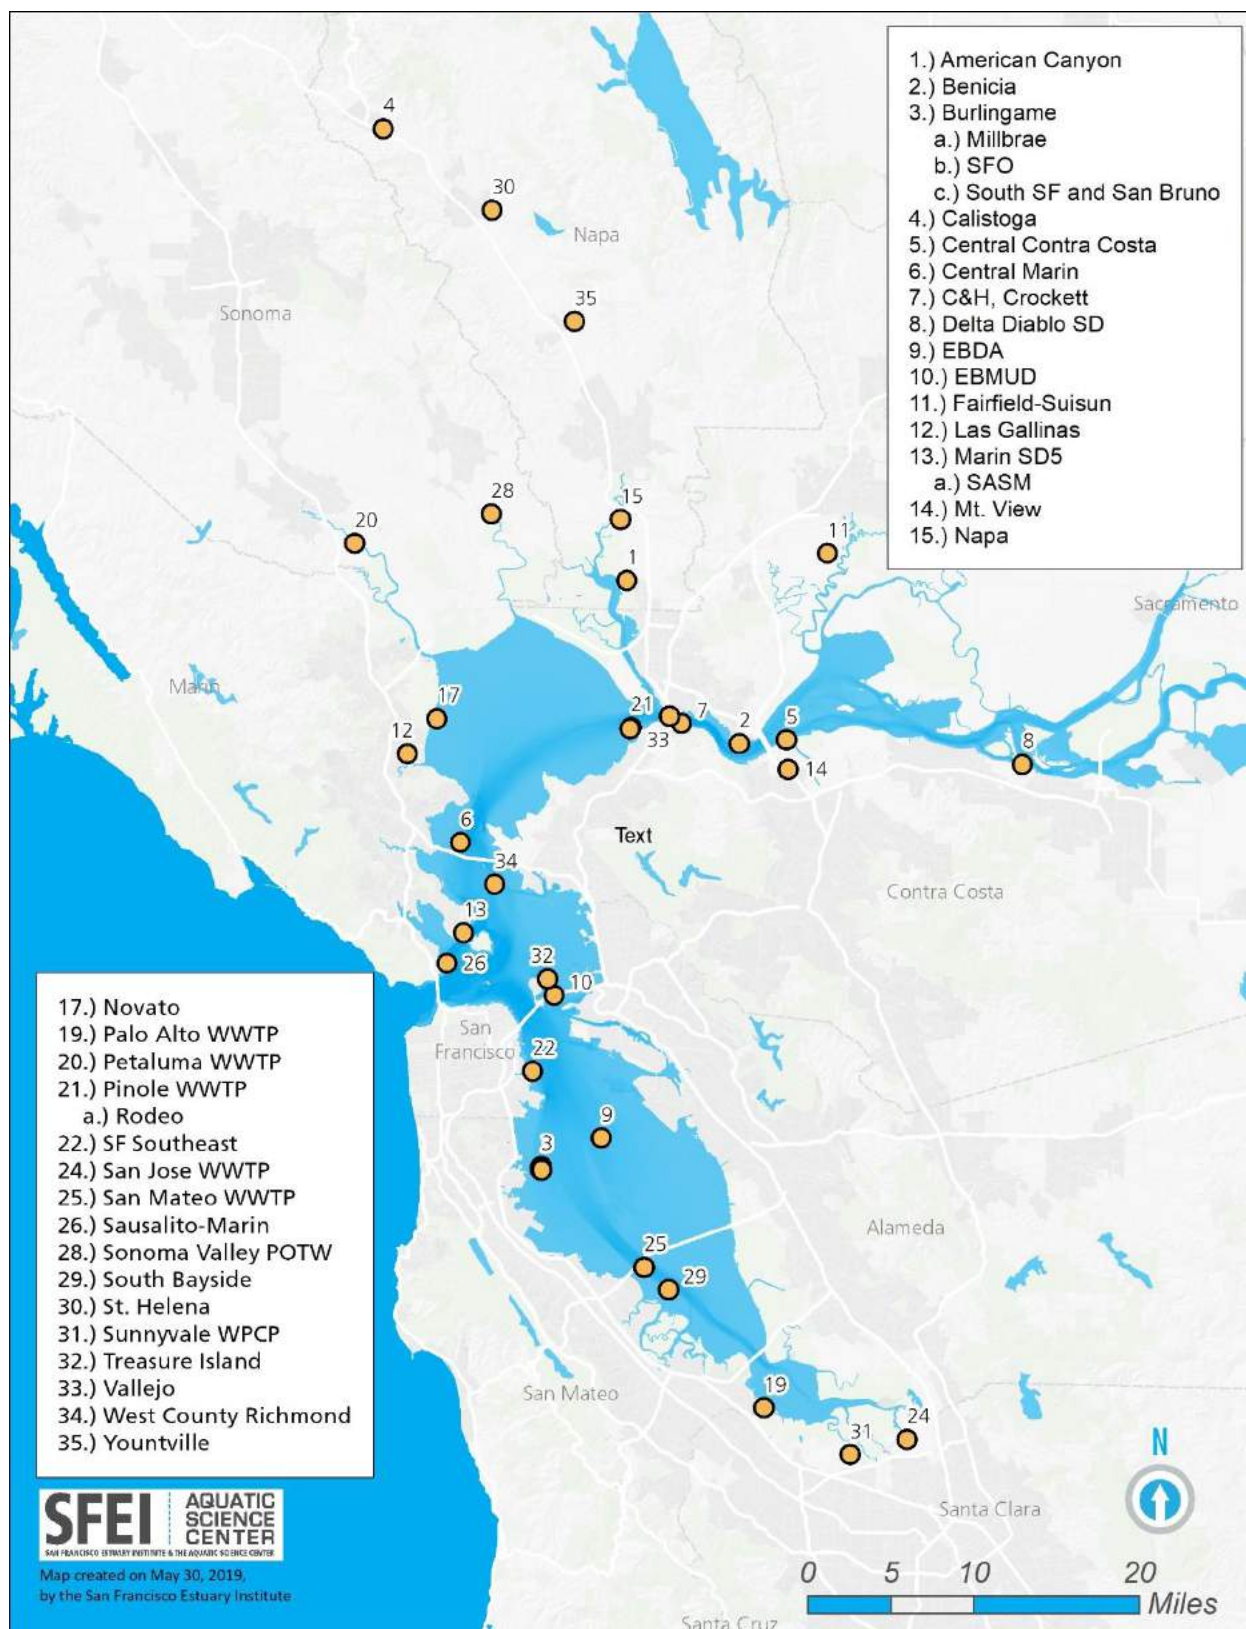 1.) American Canyon
2.) Benicia
3.) Burlingame
a.) Millbrae
b.) SFO
c.) South SF and San Bruno
4.) Calistoga
5.) Central Contra Costa
6.) Central Marin
7.) C&H, Crockett
8.) Delta Diablo SD
9.) EBDA
10.) EBMUD
11.) Fairfield-Suisun
12.) Las Gallinas
13.) Marin SD5
a.) SASM
14.) Mt. View
15.) Napa
4
30
Napa
Sonoma
35
28
15
20
11
1
Sacramento
Marin
17
21
7
2
5
12
33
14
8
6
Text
34
Contra Costa
13
26
32
10
San
Francisco
22
9
3
Alameda
25
29
San Mateo
19
24
31
Santa Clara
Santa Cruz
17.) Novato
19.) Palo Alto WWTP
20.) Petaluma WWTP
21.) Pinole WWTP
a.) Rodeo
22.) SF Southeast
24.) San Jose WWTP
25.) San Mateo WWTP
26.) Sausalito-Marin
28.) Sonoma Valley POTW
29.) South Bayside
30.) St. Helena
31.) Sunnyvale WPCP
32.) Treasure Island
33.) Vallejo
34.) West County Richmond
35.) Yountville
SFEI
AQUATIC
SCIENCE
CENTER
SAN FRANCISCO ESTUARY INSTITUTE & THE AQUATIC SCIENCE CENTER
Map created on May 30, 2019,
by the San Francisco Estuary Institute
N
0 5 10 20
Miles